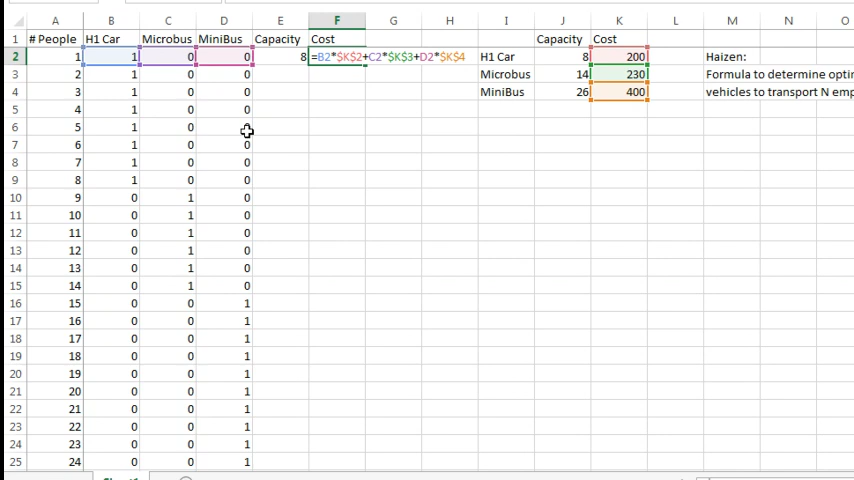 A B C D E F G H I J K L M N O
1 # People H1 Car Microbus MiniBus Capacity Cost Capacity Cost
2 1 1 0 0 8 =B2*$K$2+C2*$K$3+D2*$K$4 H1 Car 8 200 Haizen:
3 2 1 0 0 Microbus 14 230 Formula to determine optim
4 3 1 0 0 MiniBus 26 400 vehicles to transport N emp
5 4 1 0 0
6 5 1 0
7 6 1 0 0
8 7 1 0 0
9 8 1 0 0
10 9 0 1 0
11 10 0 1 0
12 11 0 1 0
13 12 0 1 0
14 13 0 1 0
15 14 0 1 0
16 15 0 0 1
17 16 0 0 1
18 17 0 0 1
19 18 0 0 1
20 19 0 0 1
21 20 0 0 1
22 21 0 0 1
23 22 0 0 1
24 23 0 0 1
25 24 0 0 1